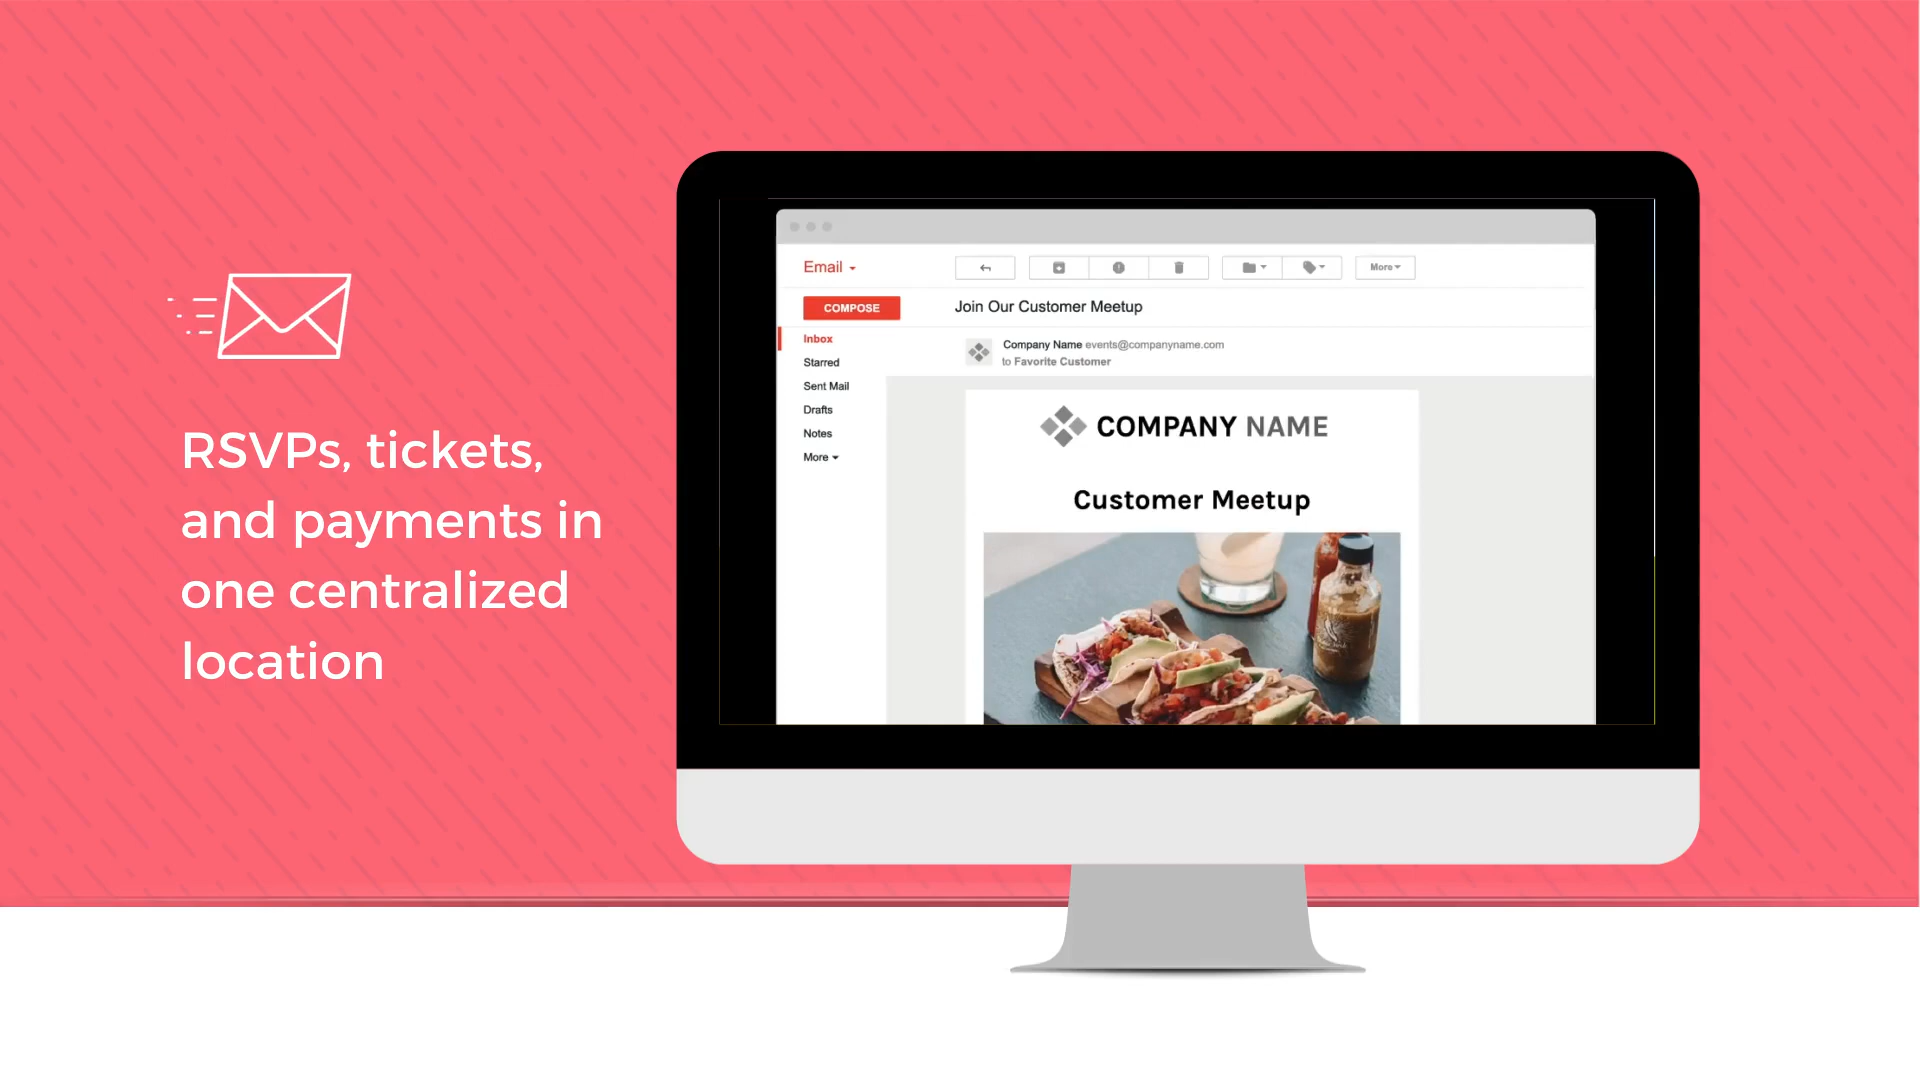 RSVPs, tickets,
and payments in
one centralized
location
Email
More
COMPOSE
Join Our Customer Meetup
Inbox
Company Name events@companyname.com
to Favorite Customer
Starred
Sent Mail
Drafts
Notes
More
COMPANY NAME
Customer Meetup